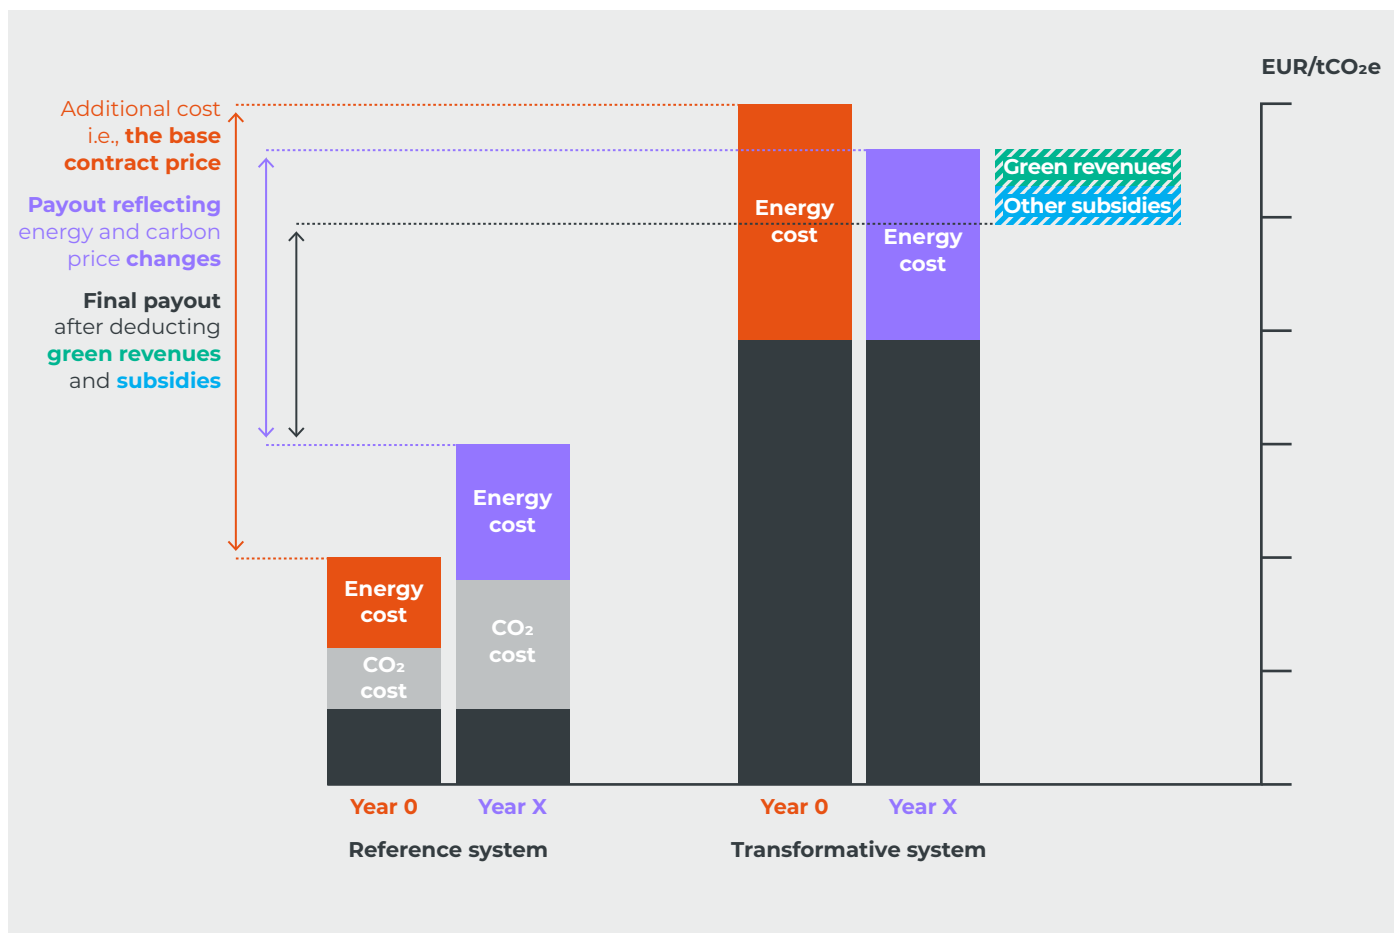 EUR/tCO₂e
Additional cost
i.e., the base
contract price
Payout reflecting
energy and carbon
price changes
Final payout
after deducting
green revenues
and subsidies
Energy
cost
CO₂
cost
Energy
cost
CO₂
cost
Energy
cost
Energy
cost
Green revenues
Other subsidies
Year 0
Year X
Year 0
Year X
Reference system
Transformative system